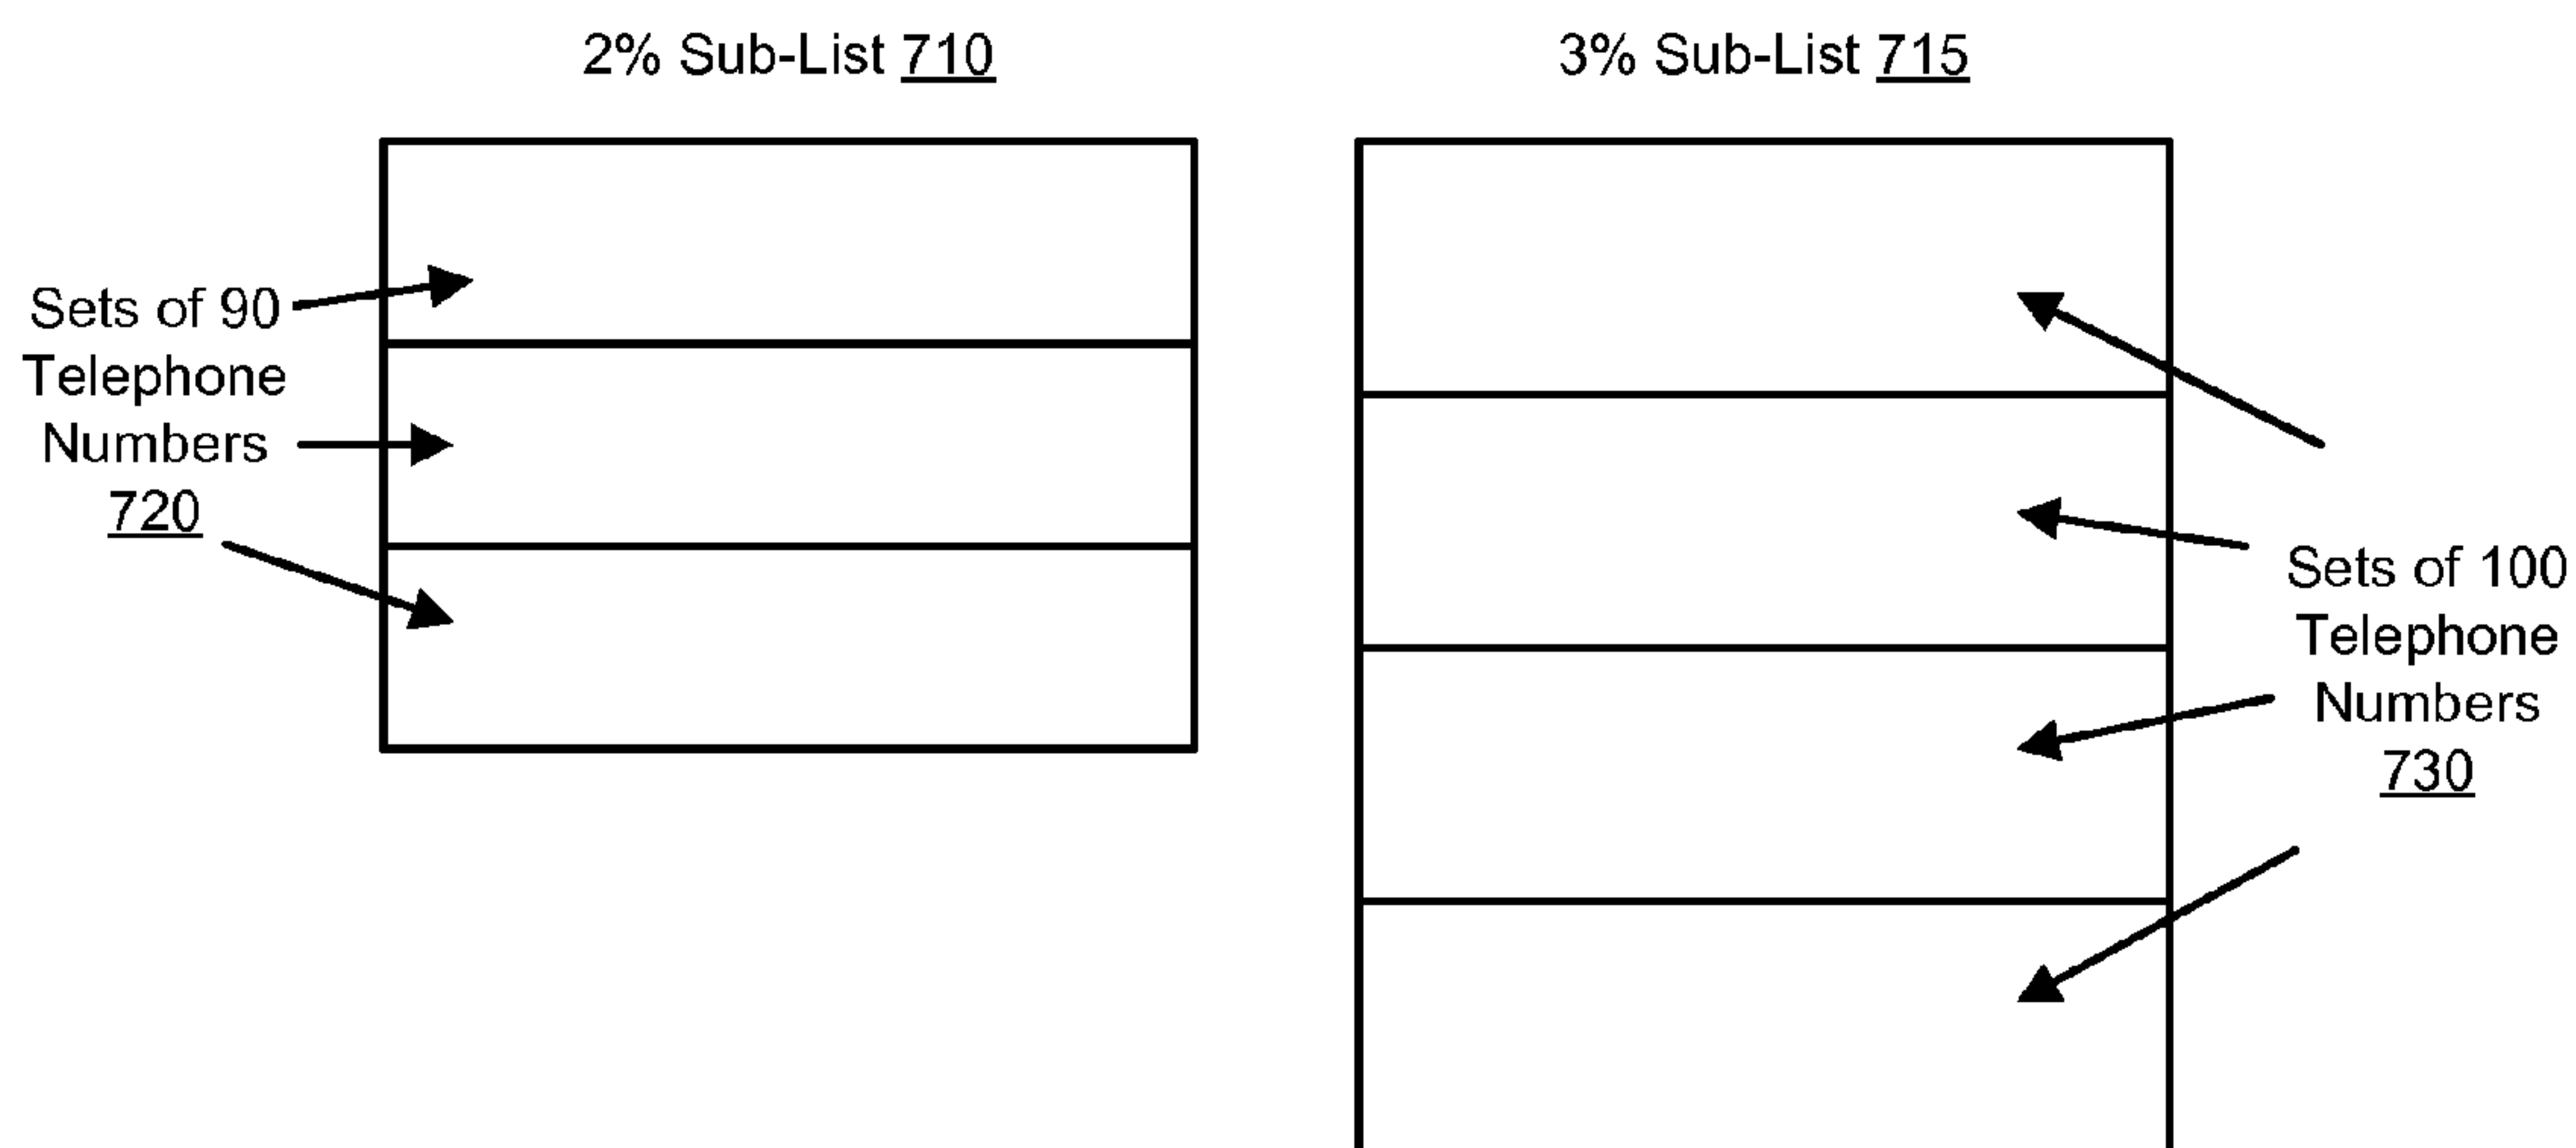 2% Sub-List 710
3% Sub-List 715
Sets of 90
Telephone
Numbers
720
Sets of 100
Telephone
Numbers
730